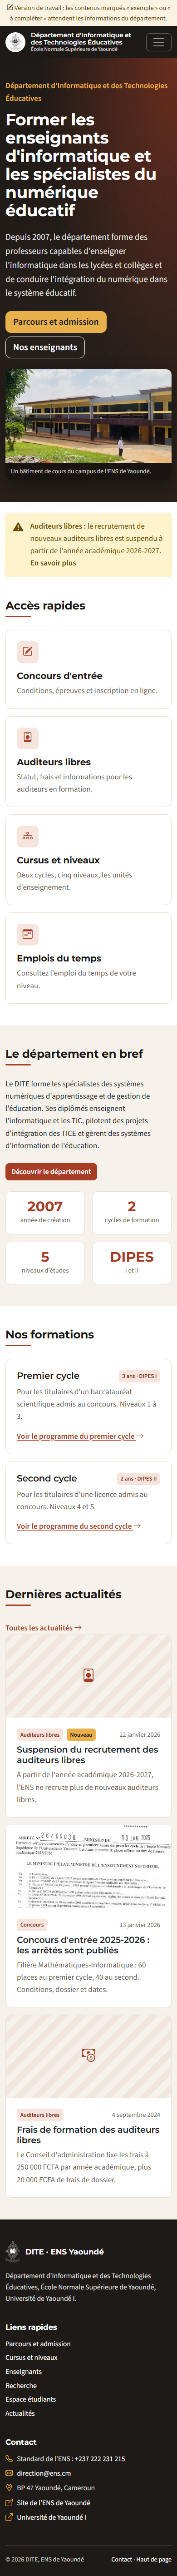 Version de travail : les contenus marqués « exemple » ou «
à compléter » attendent les informations du département.
Département d'Informatique et
des Technologies Éducatives
École Normale Supérieure de Yaoundé
Département d'Informatique et des Technologies
Éducatives
Former les
enseignants
d'informatique et
les spécialistes du
numérique
éducatif
Depuis 2007, le département forme des
professeurs capables d'enseigner
l'informatique dans les lycées et collèges et
de conduire l'intégration du numérique dans
le système éducatif.
Parcours et admission
Nos enseignants
Un bâtiment de cours du campus de l'ENS de Yaoundé.
Auditeurs libres : le recrutement de
nouveaux auditeurs libres est suspendu à
partir de l'année académique 2026-2027.
En savoir plus
Accès rapides
Concours d'entrée
Conditions, épreuves et inscription en ligne.
Auditeurs libres
Statut, frais et informations pour les
auditeurs en formation.
Cursus et niveaux
Deux cycles, cinq niveaux, les unités
d'enseignement.
Emplois du temps
Consultez l'emploi du temps de votre
niveau.
Le département en bref
Le DITE forme les spécialistes des systèmes
numériques d'apprentissage et de gestion de
l'éducation. Ses diplômés enseignent
l'informatique et les TIC, pilotent des projets
d'intégration des TICE et gèrent des systèmes
d'information de l'éducation.
Découvrir le département
2007
année de création
2
cycles de formation
5
niveaux d'études
DIPES
I et II
Nos formations
Premier cycle
3 ans · DIPES I
Pour les titulaires d'un baccalauréat
scientifique admis au concours. Niveaux 1 à
3.
Voir le programme du premier cycle
Second cycle
2 ans · DIPES II
Pour les titulaires d'une licence admis au
concours. Niveaux 4 et 5.
Voir le programme du second cycle
Dernières actualités
Toutes les actualités
Auditeurs libres
Nouveau
22 janvier 2026
Suspension du recrutement des
auditeurs libres
À partir de l'année académique 2026-2027,
l'ENS ne recrute plus de nouveaux auditeurs
libres.
LE MINISTRE D'ÉTAT, MINISTRE DE L'ENSEIGNEMENT SUPÉRIEUR,
Concours
13 janvier 2026
Concours d'entrée 2025-2026 :
les arrêtés sont publiés
Filière Mathématiques-Informatique : 60
places au premier cycle, 40 au second.
Conditions, dossier et dates.
Auditeurs libres
4 septembre 2024
Frais de formation des auditeurs
libres
Le Conseil d'administration fixe les frais à
250 000 FCFA par année académique, plus
20 000 FCFA de frais de dossier.
DITE · ENS Yaoundé
Département d'Informatique et des Technologies
Éducatives, École Normale Supérieure de Yaoundé,
Université de Yaoundé I.
Liens rapides
Parcours et admission
Cursus et niveaux
Enseignants
Recherche
Espace étudiants
Actualités
Contact
Standard de l'ENS : +237 222 231 215
direction@ens.cm
BP 47 Yaoundé, Cameroun
Site de l'ENS de Yaoundé
Université de Yaoundé I
© 2026 DITE, ENS de Yaoundé
Contact · Haut de page